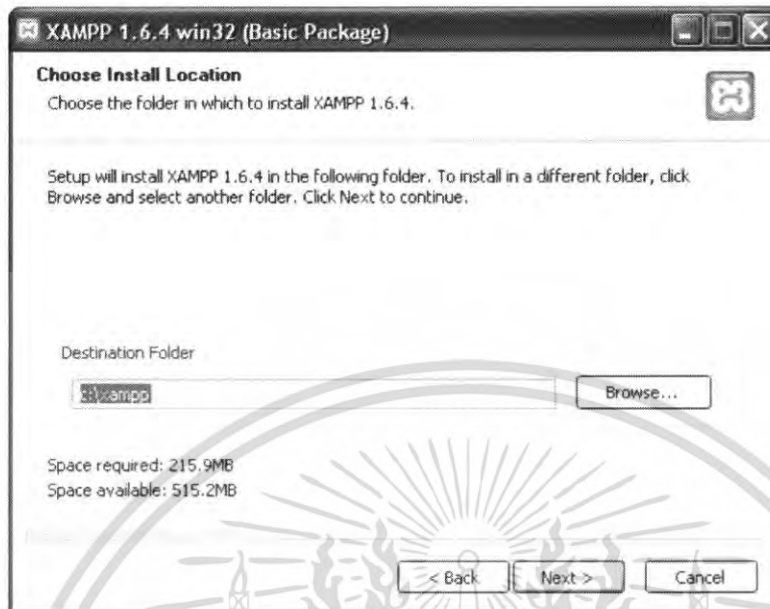 XAMPP 1.6.4 win32 (Basic Package)
Choose Install Location
Choose the folder in which to install XAMPP 1.6.4.
Setup will install XAMPP 1.6.4 in the following folder. To install in a different folder, click
Browse and select another folder. Click Next to continue.
Destination Folder
c:\xampp
Browse...
Space required: 215.9MB
Space available: 515.2MB
< Back
Next >
Cancel